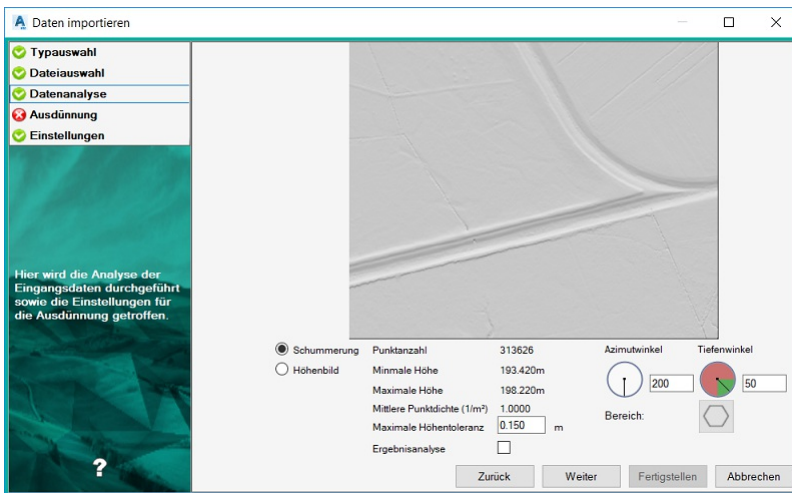 Daten importieren
Typauswahl
Dateiauswahl
Datenanalyse
Ausdünnung
Einstellungen
Hier wird die Analyse der
Eingangsdaten durchgeführt
sowie die Einstellungen für
die Ausdünnung getroffen.
?
Schummerung
Höhenbild
Punktanzahl 313626
Minmale Höhe 193.420m
Maximale Höhe 198.220m
Mittlere Punktdichte (1/m²) 1.0000
Maximale Höhentoleranz 0.150 m
Ergebnisanalyse
Azimutwinkel Tiefenwinkel
200 50
Bereich:
Zurück Weiter Fertigstellen Abbrechen